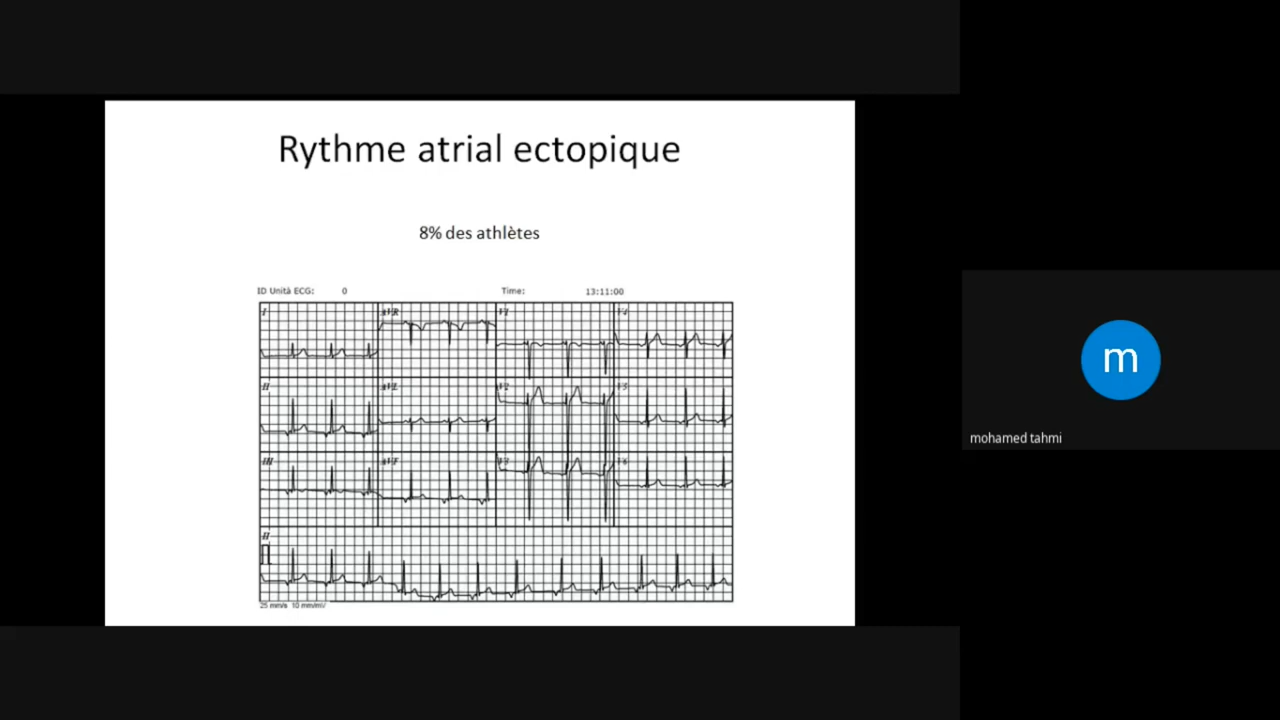 Rythme atrial ectopique
8% des athlètes
ID Unità ECG: 0 Time: 13:11:00
I AVR V1 V4
II AVL V2 V5
III AVF V3 V6
II
25 mm/s 10 mm/mV
m
mohamed tahmi